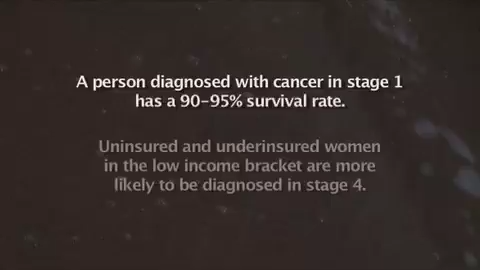 A person diagnosed with cancer in stage 1
has a 90-95% survival rate.
Uninsured and underinsured women
in the low income bracket are more
likely to be diagnosed in stage 4.